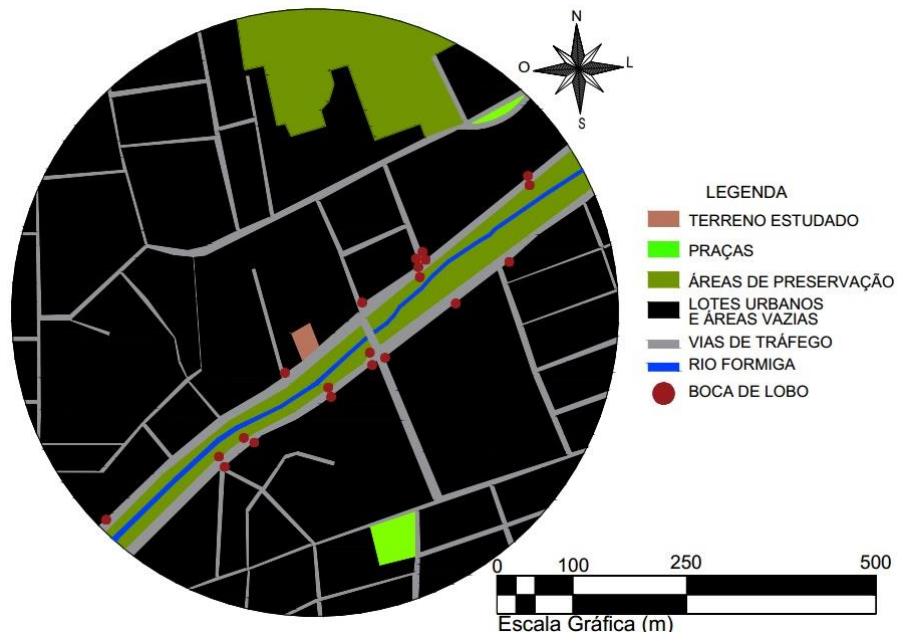 N
O
L
S
LEGENDA
TERRENO ESTUDADO
PRAÇAS
ÁREAS DE PRESERVAÇÃO
LOTES URBANOS
E ÁREAS VAZIAS
VIAS DE TRÁFEGO
RIO FORMIGA
BOCA DE LOBO
0 100 250 500
Escala Gráfica (m)